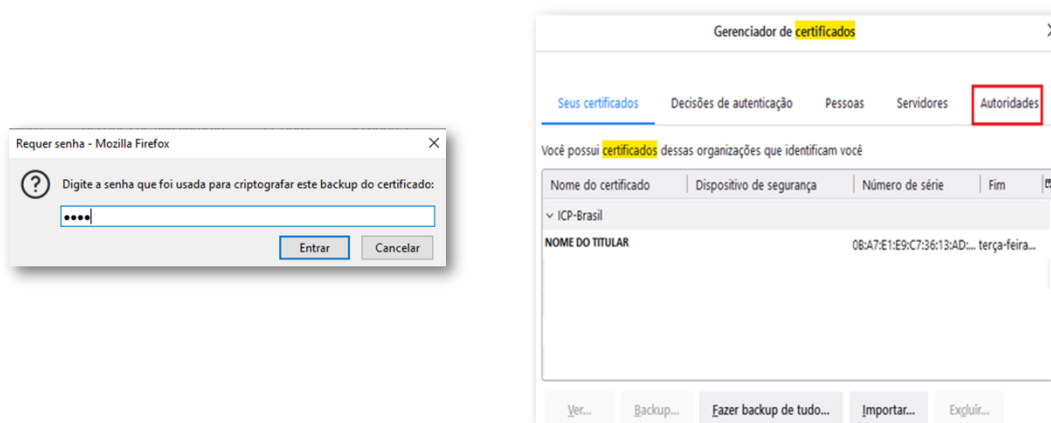 Requer senha - Mozilla Firefox
Digite a senha que foi usada para criptografar este backup do certificado:
Entrar
Cancelar
Gerenciador de certificados
Seus certificados
Decisões de autenticação
Pessoas
Servidores
Autoridades
Você possui certificados dessas organizações que identificam você
Nome do certificado
Dispositivo de segurança
Número de série
Fim
ICP-Brasil
NOME DO TITULAR
0B:A7:E1:E9:C7:36:13:AD:... terça-feira...
Ver...
Backup...
Fazer backup de tudo...
Importar...
Excluir...